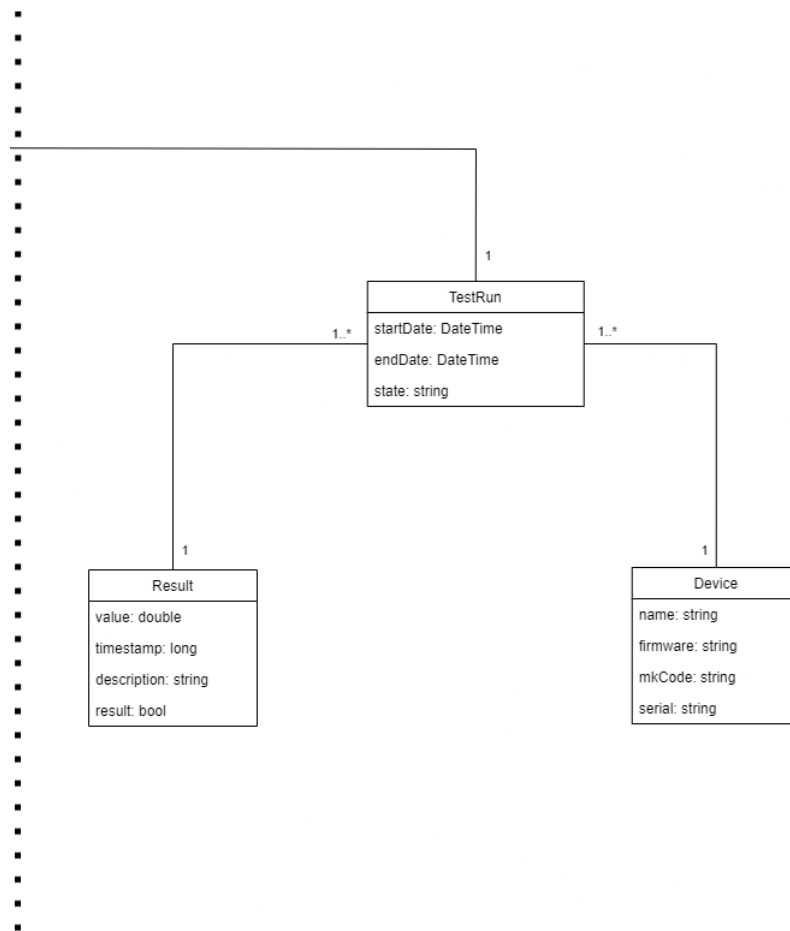 1
TestRun
startDate: DateTime
endDate: DateTime
state: string
1..*
1..*
1
Result
value: double
timestamp: long
description: string
result: bool
1
Device
name: string
firmware: string
mkCode: string
serial: string